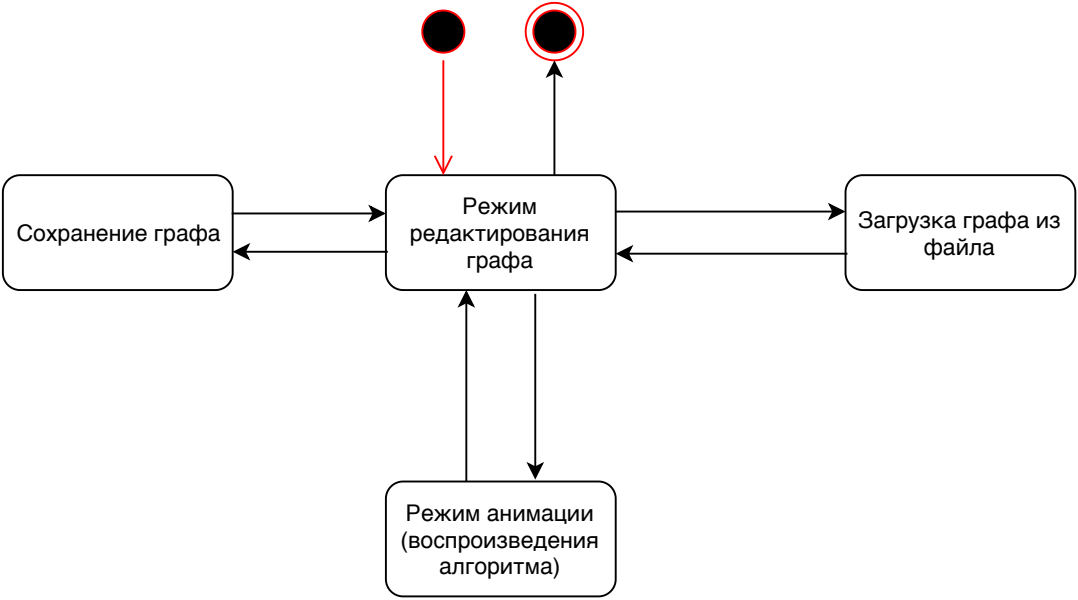 Сохранение графа
Режим
редактирования
графа
Загрузка графа из
файла
Режим анимации
(воспроизведения
алгоритма)